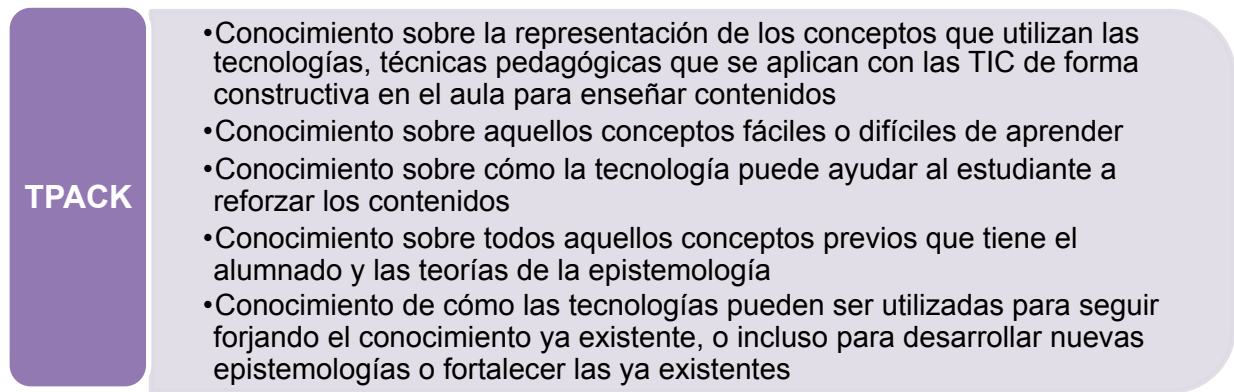 TPACK
•Conocimiento sobre la representación de los conceptos que utilizan las
tecnologías, técnicas pedagógicas que se aplican con las TIC de forma
constructiva en el aula para enseñar contenidos
•Conocimiento sobre aquellos conceptos fáciles o difíciles de aprender
•Conocimiento sobre cómo la tecnología puede ayudar al estudiante a
reforzar los contenidos
•Conocimiento sobre todos aquellos conceptos previos que tiene el
alumnado y las teorías de la epistemología
•Conocimiento de cómo las tecnologías pueden ser utilizadas para seguir
forjando el conocimiento ya existente, o incluso para desarrollar nuevas
epistemologías o fortalecer las ya existentes